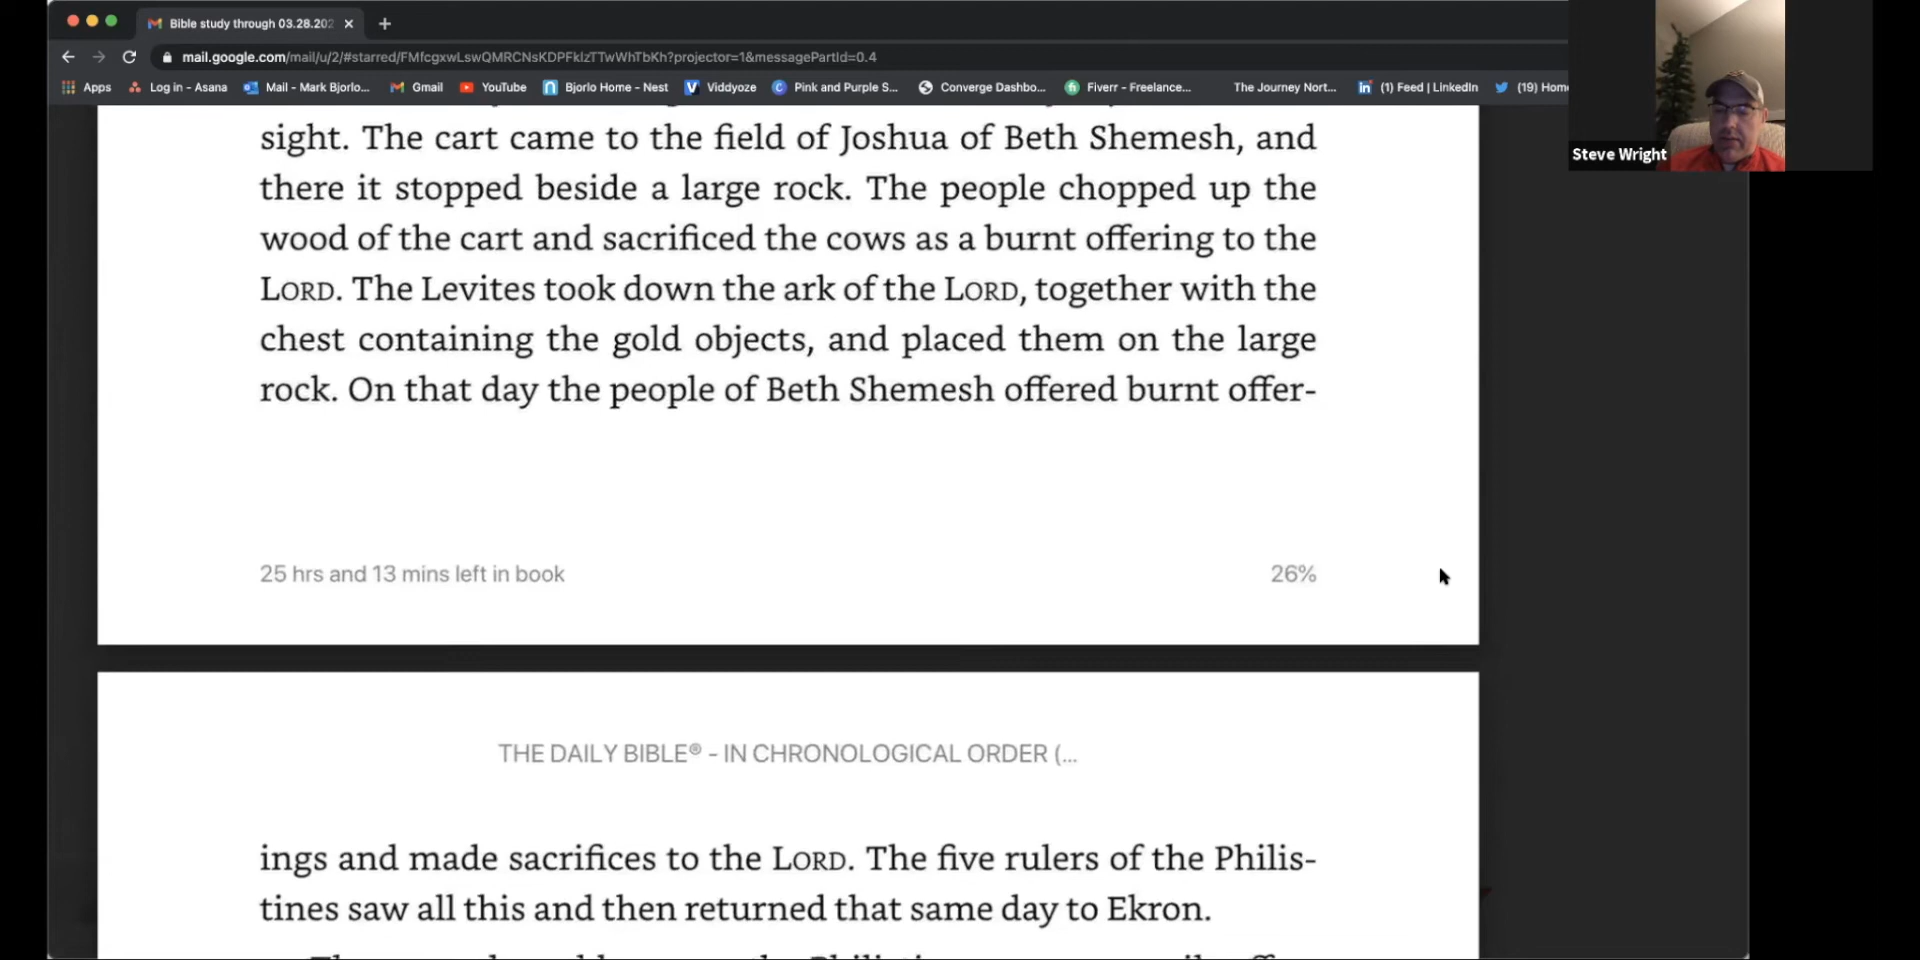 Bible study through 03.28.202
mail.google.com/mail/u/2/#starred/FMfcgxwLswQMRCNsKDPFklzTTwWhTbKh?projector=1&messagePartId=0.4
Apps Log in – Asana Mail - Mark Bjorlo... Gmail YouTube Bjorlo Home - Nest Viddyoze Pink and Purple S... Converge Dashbo... Fiverr - Freelance... The Journey Nort... (1) Feed | LinkedIn (19) Home
Steve Wright
sight. The cart came to the field of Joshua of Beth Shemesh, and
there it stopped beside a large rock. The people chopped up the
wood of the cart and sacrificed the cows as a burnt offering to the
LORD. The Levites took down the ark of the LORD, together with the
chest containing the gold objects, and placed them on the large
rock. On that day the people of Beth Shemesh offered burnt offer-
25 hrs and 13 mins left in book 26%
THE DAILY BIBLE® - IN CHRONOLOGICAL ORDER (...
ings and made sacrifices to the LORD. The five rulers of the Philis-
tines saw all this and then returned that same day to Ekron.